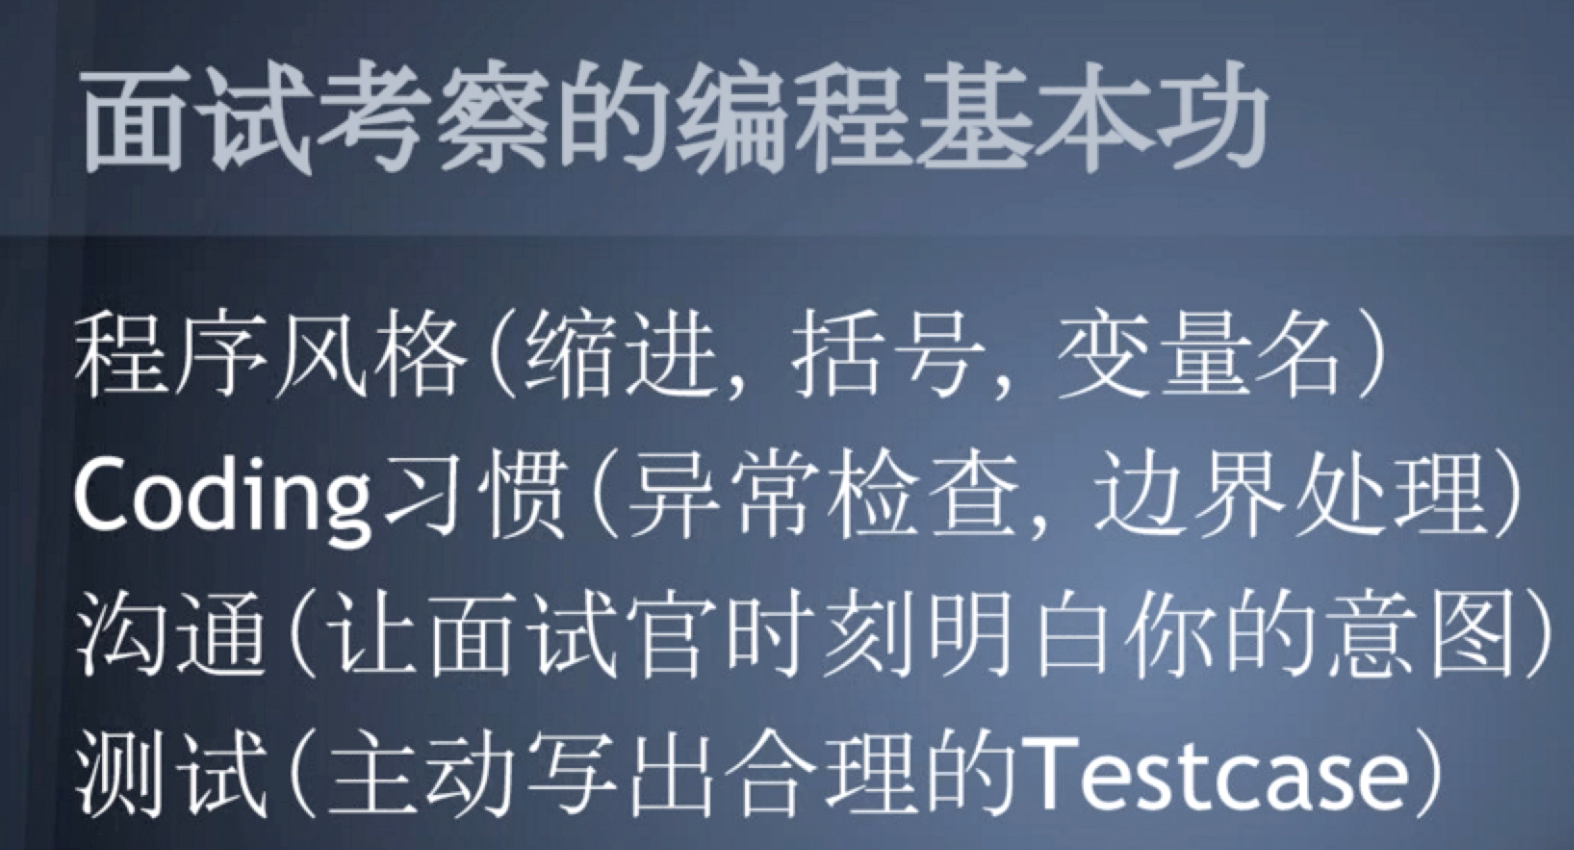 面试考察的编程基本功
程序风格(缩进, 括号, 变量名)
Coding习惯(异常检查, 边界处理)
沟通(让面试官时刻明白你的意图)
测试(主动写出合理的Testcase)